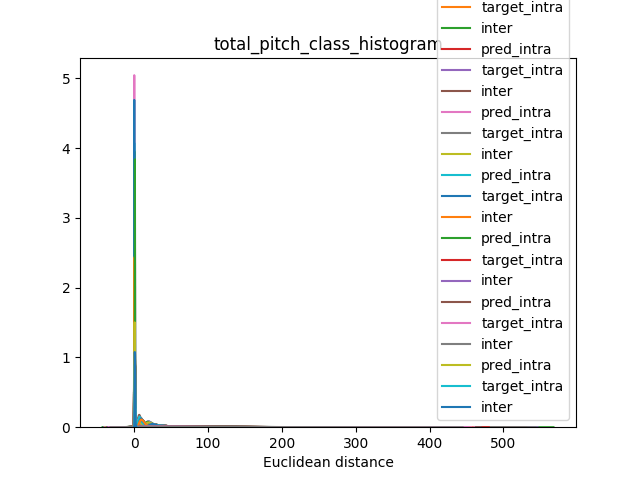 target_intra
inter
total_pitch_class_histogram
pred_intra
target_intra
inter
pred_intra
target_intra
inter
pred_intra
target_intra
inter
pred_intra
target_intra
inter
pred_intra
target_intra
inter
pred_intra
target_intra
inter
5
4
3
2
1
0
0 100 200 300 400 500
Euclidean distance